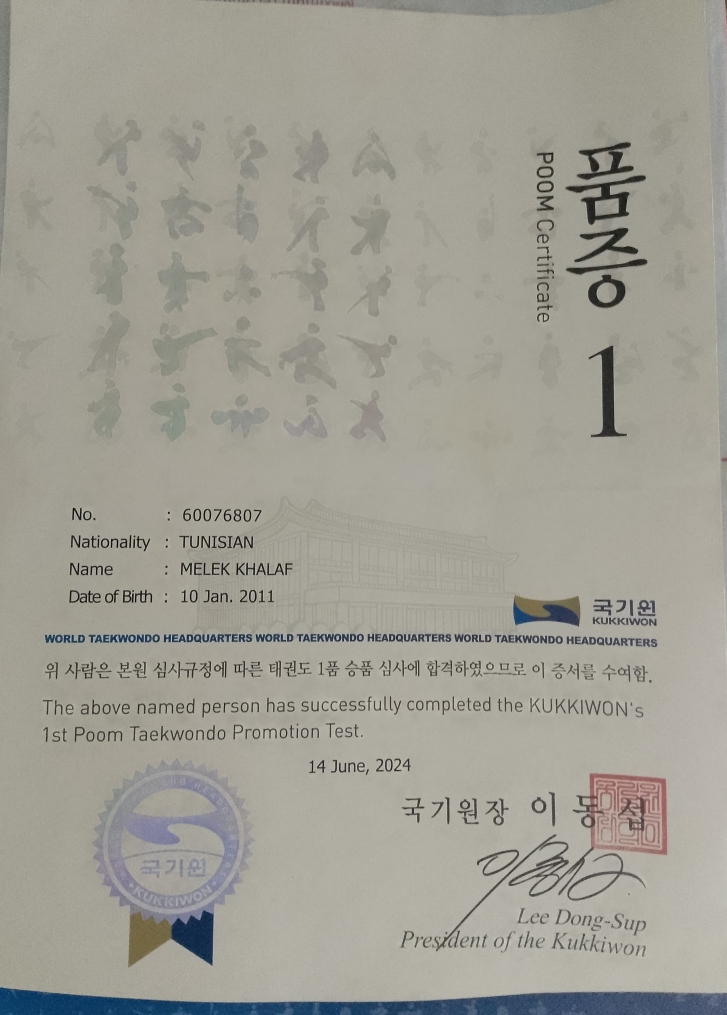 품증
POOM Certificate
1
No. : 60076807
Nationality : TUNISIAN
Name : MELEK KHALAF
Date of Birth : 10 Jan. 2011
국기원
KUKKIWON
WORLD TAEKWONDO HEADQUARTERS WORLD TAEKWONDO HEADQUARTERS WORLD TAEKWONDO HEADQUARTERS
위 사람은 본원 심사규정에 따른 태권도 1품 승품 심사에 합격하였으므로 이 증서를 수여함.
The above named person has successfully completed the KUKKIWON's
1st Poom Taekwondo Promotion Test.
14 June, 2024
국기원장 이동섭
국기원
KUKKIWON
Lee Dong-Sup
President of the Kukkiwon